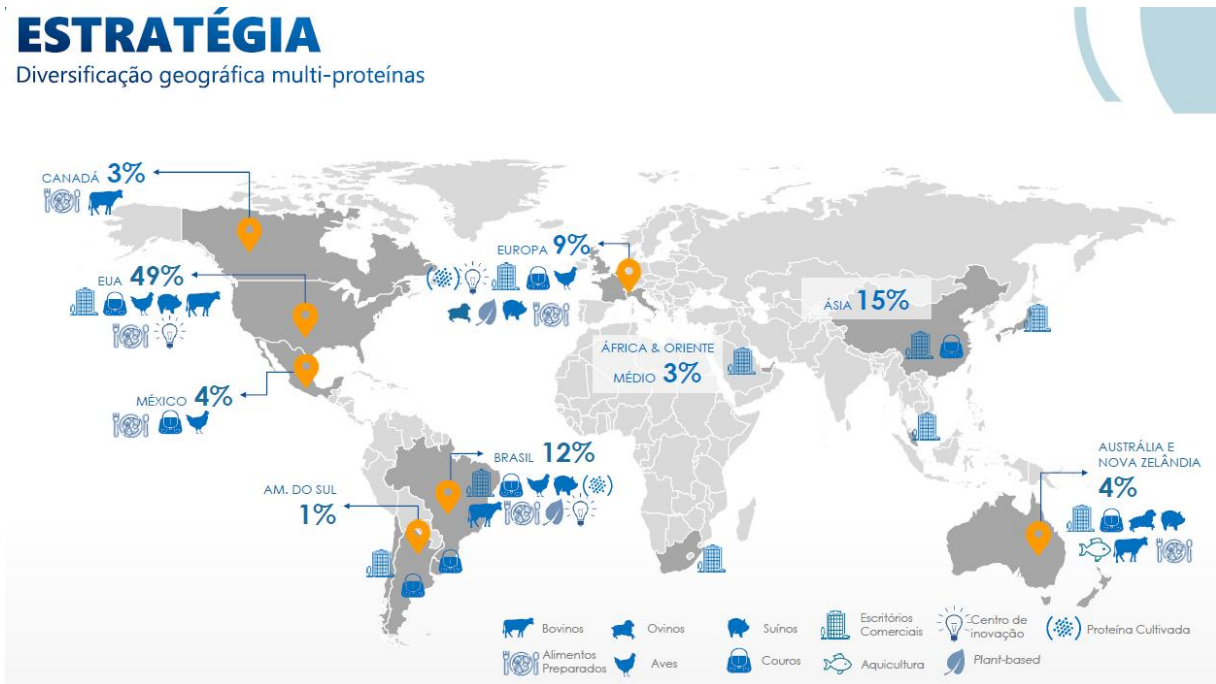 ESTRATÉGIA
Diversificação geográfica multi-proteínas
CANADÁ 3%
EUA 49%
MÉXICO 4%
AM. DO SUL
1%
BRASIL 12%
EUROPA 9%
ÁFRICA & ORIENTE
MÉDIO 3%
ÁSIA 15%
AUSTRÁLIA E
NOVA ZELÂNDIA
4%
Bovinos
Ovinos
Suínos
Escritórios
Comerciais
Centro de
inovação
Proteína Cultivada
Alimentos
Preparados
Aves
Couros
Aquicultura
Plant-based